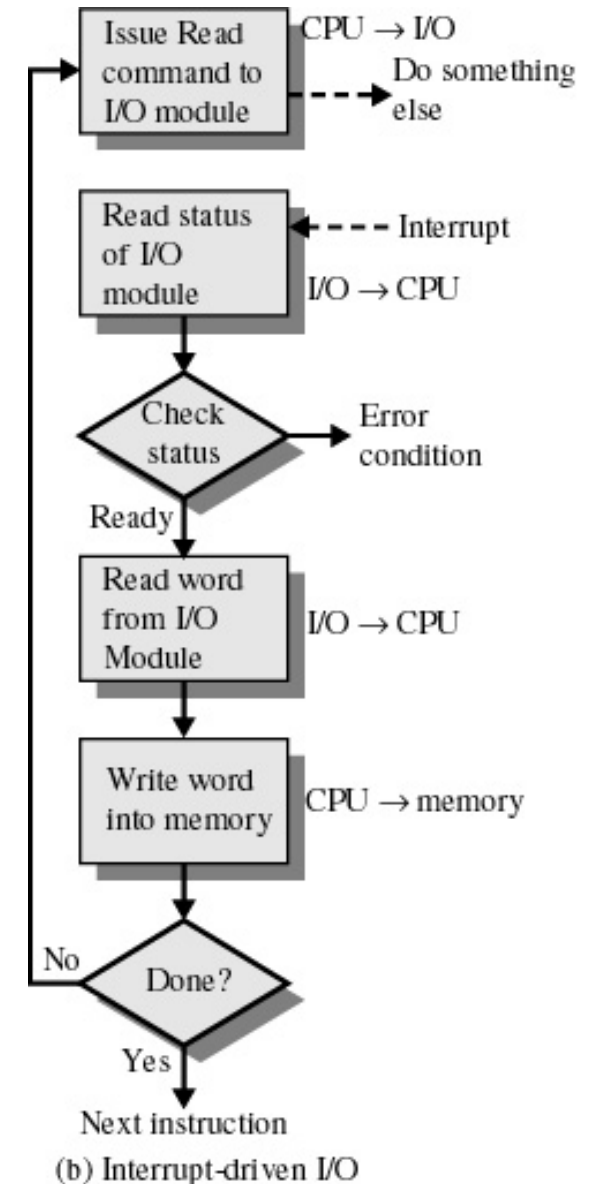 Issue Read
command to
I/O module
CPU → I/O
Do something
else
Read status
of I/O
module
Interrupt
I/O → CPU
Check
status
Error
condition
Ready
Read word
from I/O
Module
I/O → CPU
Write word
into memory
CPU → memory
Done?
No
Yes
Next instruction
(b) Interrupt-driven I/O